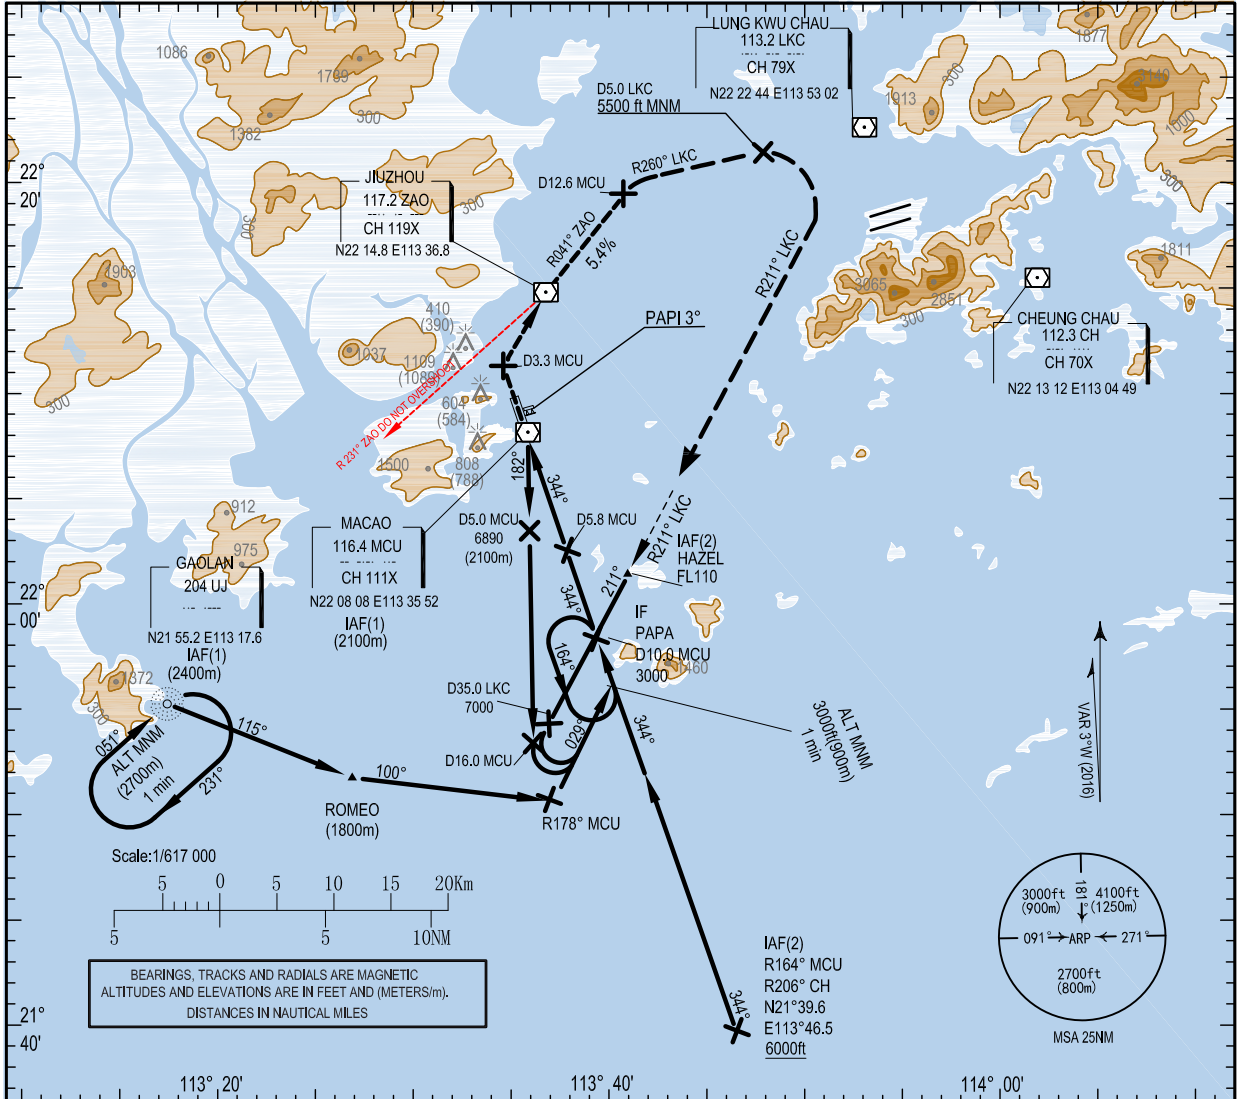 LUNG KWU CHAU
113.2 LKC
CH 79X
N22 22 44 E113 53 02
D5.0 LKC
5500 ft MNM
1086
1789
1382
300
1877
3149
1913
300
1000
300
22°
20'
JIUZHOU
117.2 ZAO
CH 119X
N22 14.8 E113 36.8
D12.6 MCU
R260° LKC
R041° ZAO
5.4%
R211° LKC
300
300
1903
300
3065
2851
300
1811
CHEUNG CHAU
112.3 CH
CH 70X
N22 13 12 E113 04 49
410
(390)
1109
1037
604
(584)
808
(788)
1500
PAPI 3°
D3.3 MCU
R 231° ZAO DO NOT OVERSHOOT
182°
344°
912
975
MACAO
116.4 MCU
CH 111X
N22 08 08 E113 35 52
IAF(1)
(2100m)
D5.0 MCU
6890
(2100m)
D5.8 MCU
R211° LKC
IAF(2)
HAZEL
FL110
211°
344°
22°
00'
GAOLAN
204 UJ
N21 55.2 E113 17.6
IAF(1)
(2400m)
IF
PAPA
D10.0 MCU
3000
1460
164°
1372
300
D35.0 LKC
7000
029°
D16.0 MCU
344°
ALT MNM
3000ft(900m)
1 min
051°
ALT MNM
(2700m)
1 min
231°
115°
100°
ROMEO
(1800m)
R178° MCU
VAR 3°W (2016)
Scale:1/617 000
5 0 5 10 15 20Km
5 5 10NM
BEARINGS, TRACKS AND RADIALS ARE MAGNETIC
ALTITUDES AND ELEVATIONS ARE IN FEET AND (METERS/m).
DISTANCES IN NAUTICAL MILES
344°
IAF(2)
R164° MCU
R206° CH
N21°39.6
E113°46.5
6000ft
3000ft
(900m)
181°
4100ft
(1250m)
091° ARP 271°
2700ft
(800m)
MSA 25NM
21°
40'
113° 20' 113° 40' 114° 00'